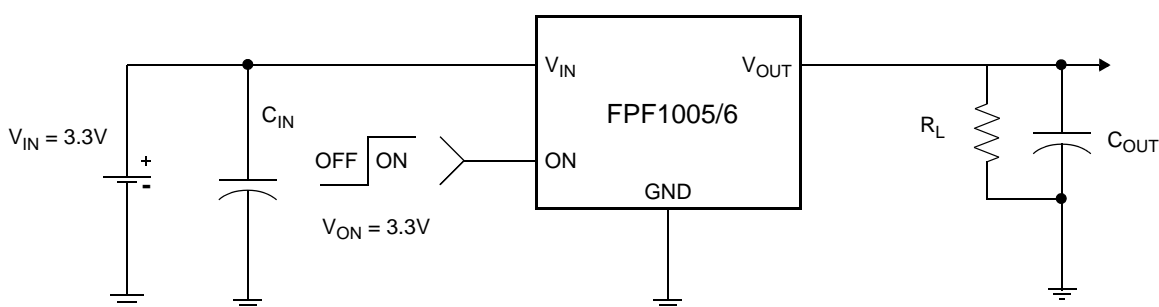 V_IN V_OUT
C_IN FPF1005/6
V_IN = 3.3V
R_L
C_OUT
+
-
OFF ON
ON
GND
V_ON = 3.3V